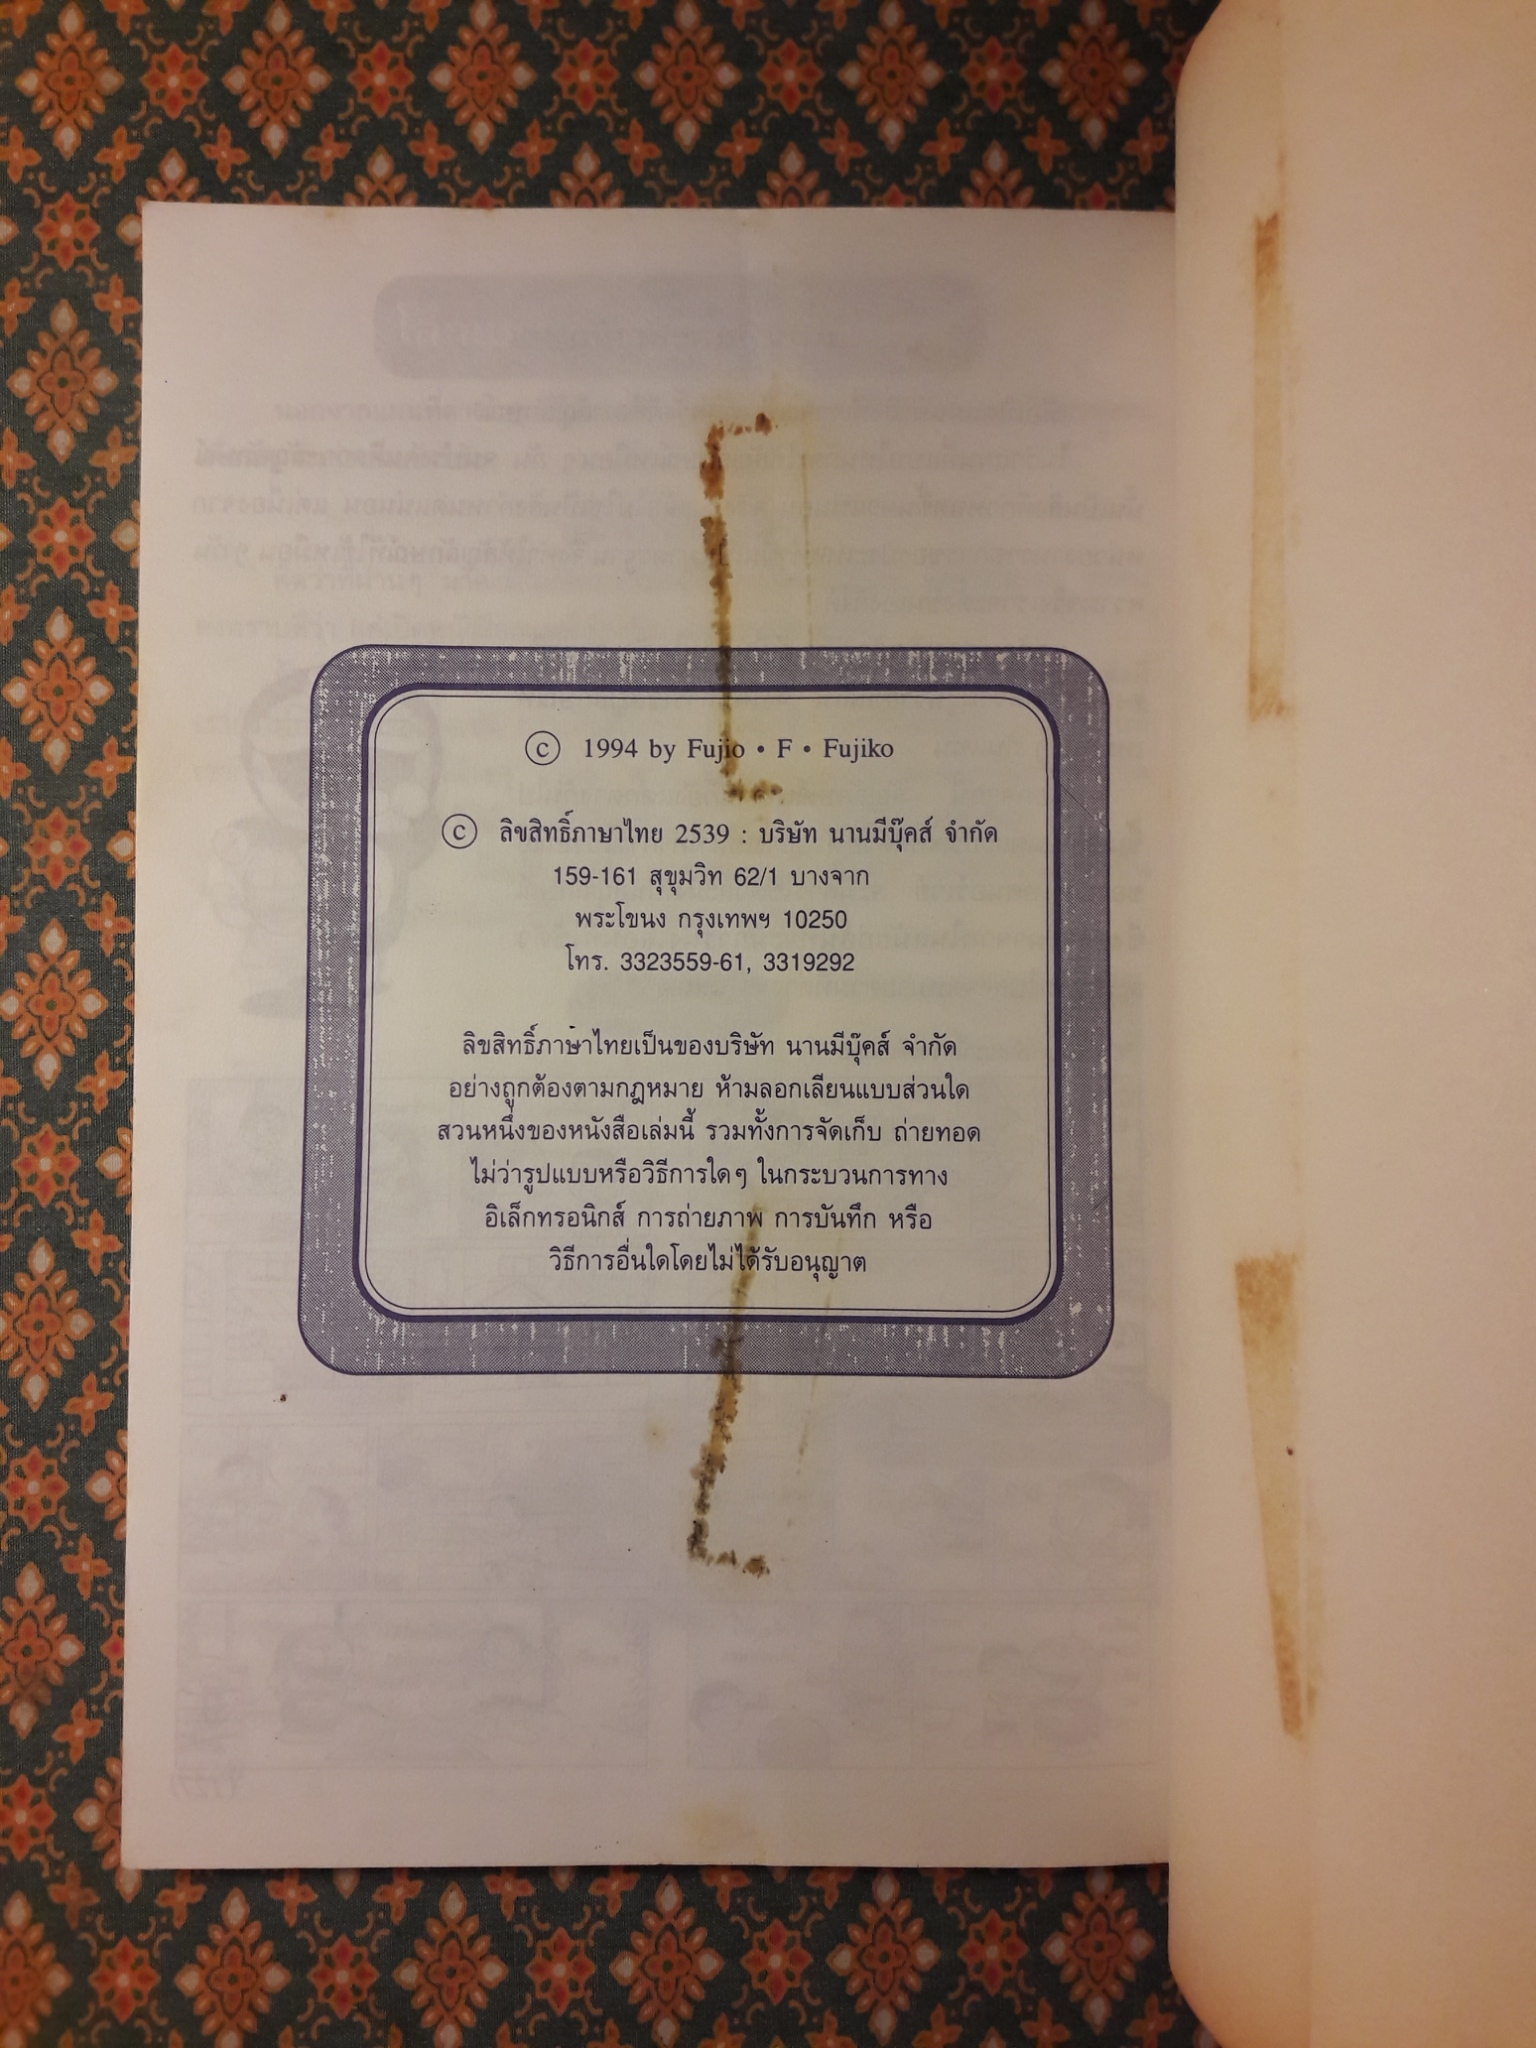 © 1994 by Fujio • F • Fujiko
© ลิขสิทธิ์ภาษาไทย 2539 : บริษัท นานมีบุ๊คส์ จำกัด
159-161 สุขุมวิท 62/1 บางจาก
พระโขนง กรุงเทพฯ 10250
โทร. 3323559-61, 3319292
ลิขสิทธิ์ภาษาไทยเป็นของบริษัท นานมีบุ๊คส์ จำกัด
อย่างถูกต้องตามกฎหมาย ห้ามลอกเลียนแบบส่วนใด
สวนหนึ่งของหนังสือเล่มนี้ รวมทั้งการจัดเก็บ ถ่ายทอด
ไม่ว่ารูปแบบหรือวิธีการใดๆ ในกระบวนการทาง
อิเล็กทรอนิกส์ การถ่ายภาพ การบันทึก หรือ
วิธีการอื่นใดโดยไม่ได้รับอนุญาต